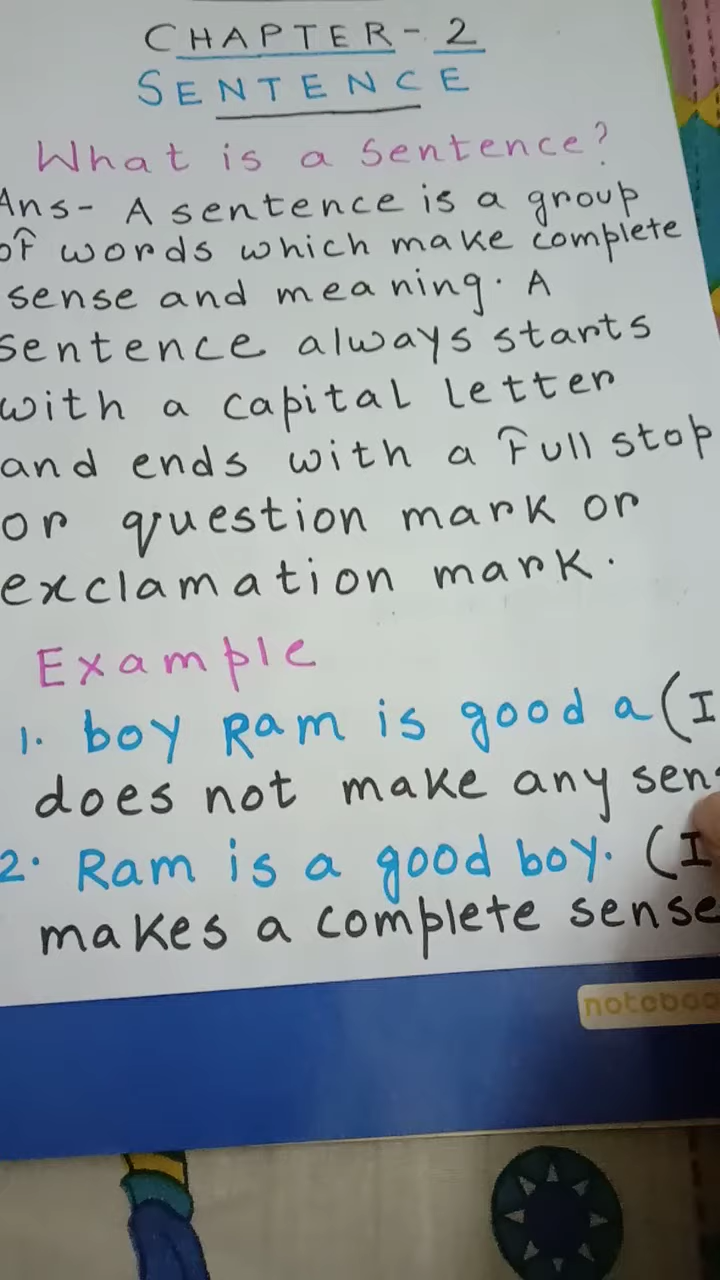 CHAPTER-2
SENTENCE
What is a Sentence?
Ans- A sentence is a group
of words which make complete
sense and meaning. A
sentence always starts
with a capital letter
and ends with a full stop
or question mark or
exclamation mark.
Example
1. boy Ram is good a (I
does not make any sen
2. Ram is a good boy. (I
makes a complete sense
noteboo